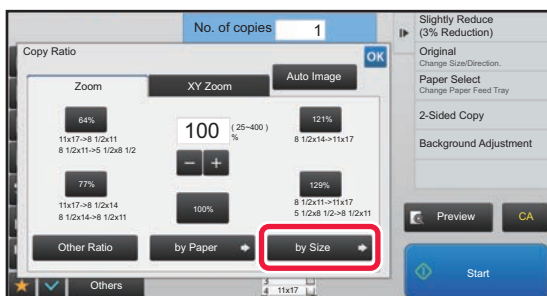 No. of copies 1
Slightly Reduce
(3% Reduction)
Original
Change Size/Direction.
Paper Select
Change Paper Feed Tray
2-Sided Copy
Background Adjustment
Preview
CA
Start
Copy Ratio
OK
Zoom
XY Zoom
Auto Image
64%
11x17->8 1/2x11
8 1/2x11->5 1/2x8 1/2
77%
11x17->8 1/2x14
8 1/2x14->8 1/2x11
100 (25~400)
%
100%
121%
8 1/2x14->11x17
129%
8 1/2x11->11x17
5 1/2x8 1/2->8 1/2x11
Other Ratio
by Paper
by Size
Others
4 11x17